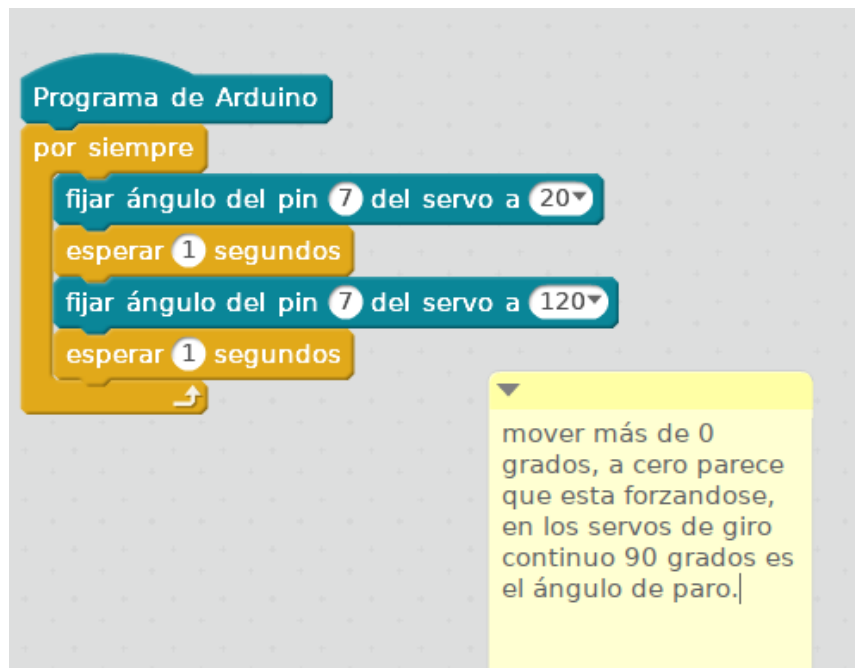 Programa de Arduino
por siempre
fijar ángulo del pin 7 del servo a 20
esperar 1 segundos
fijar ángulo del pin 7 del servo a 120
esperar 1 segundos
mover más de 0
grados, a cero parece
que esta forzandose,
en los servos de giro
continuo 90 grados es
el ángulo de paro.